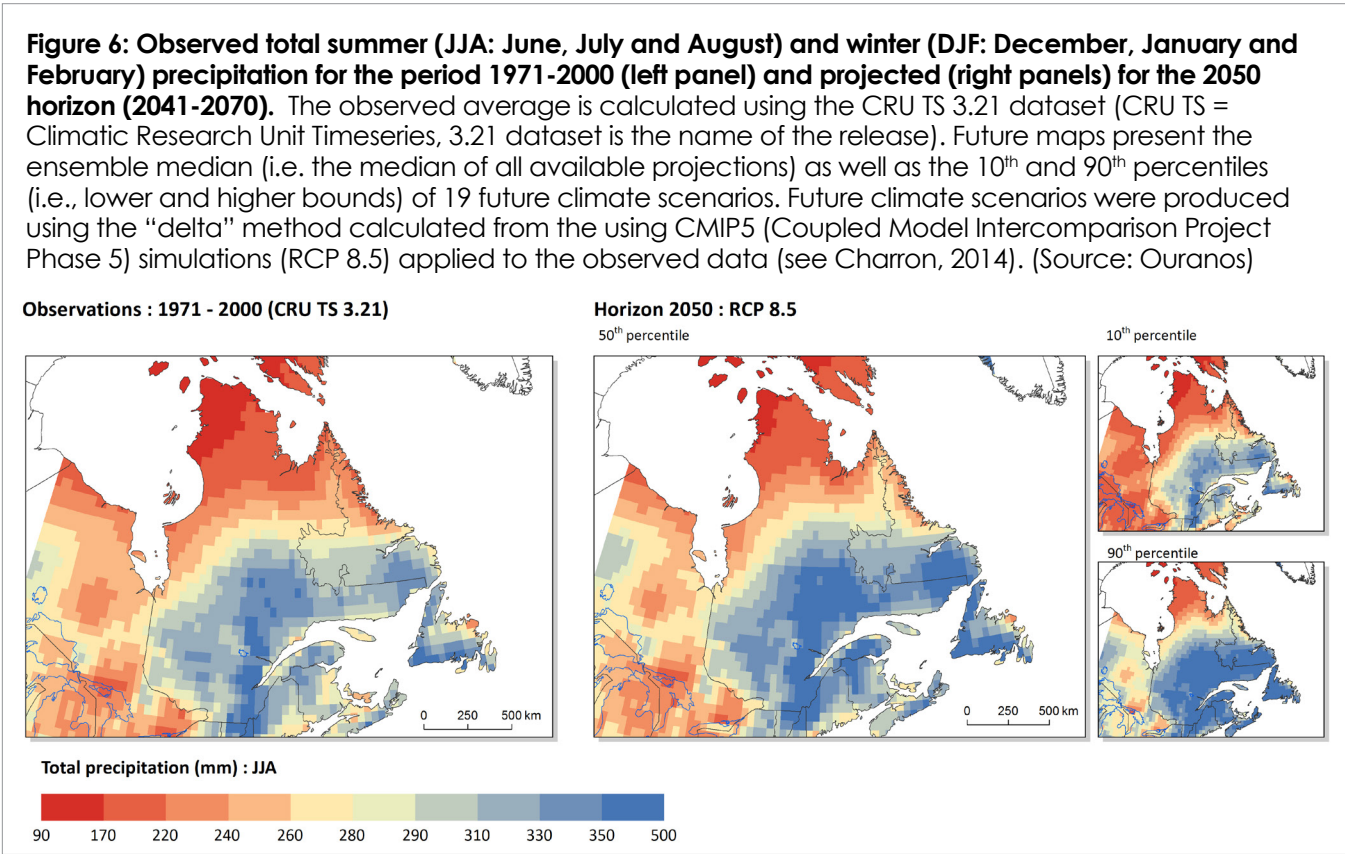 Figure 6: Observed total summer (JJA: June, July and August) and winter (DJF: December, January and
February) precipitation for the period 1971-2000 (left panel) and projected (right panels) for the 2050
horizon (2041-2070). The observed average is calculated using the CRU TS 3.21 dataset (CRU TS =
Climatic Research Unit Timeseries, 3.21 dataset is the name of the release). Future maps present the
ensemble median (i.e. the median of all available projections) as well as the 10th and 90th percentiles
(i.e., lower and higher bounds) of 19 future climate scenarios. Future climate scenarios were produced
using the “delta” method calculated from the using CMIP5 (Coupled Model Intercomparison Project
Phase 5) simulations (RCP 8.5) applied to the observed data (see Charron, 2014). (Source: Ouranos)
Observations : 1971 - 2000 (CRU TS 3.21)
Horizon 2050 : RCP 8.5
50th percentile
10th percentile
90th percentile
0 250 500 km
0 250 500 km
Total precipitation (mm) : JJA
90 170 220 240 260 280 290 310 330 350 500